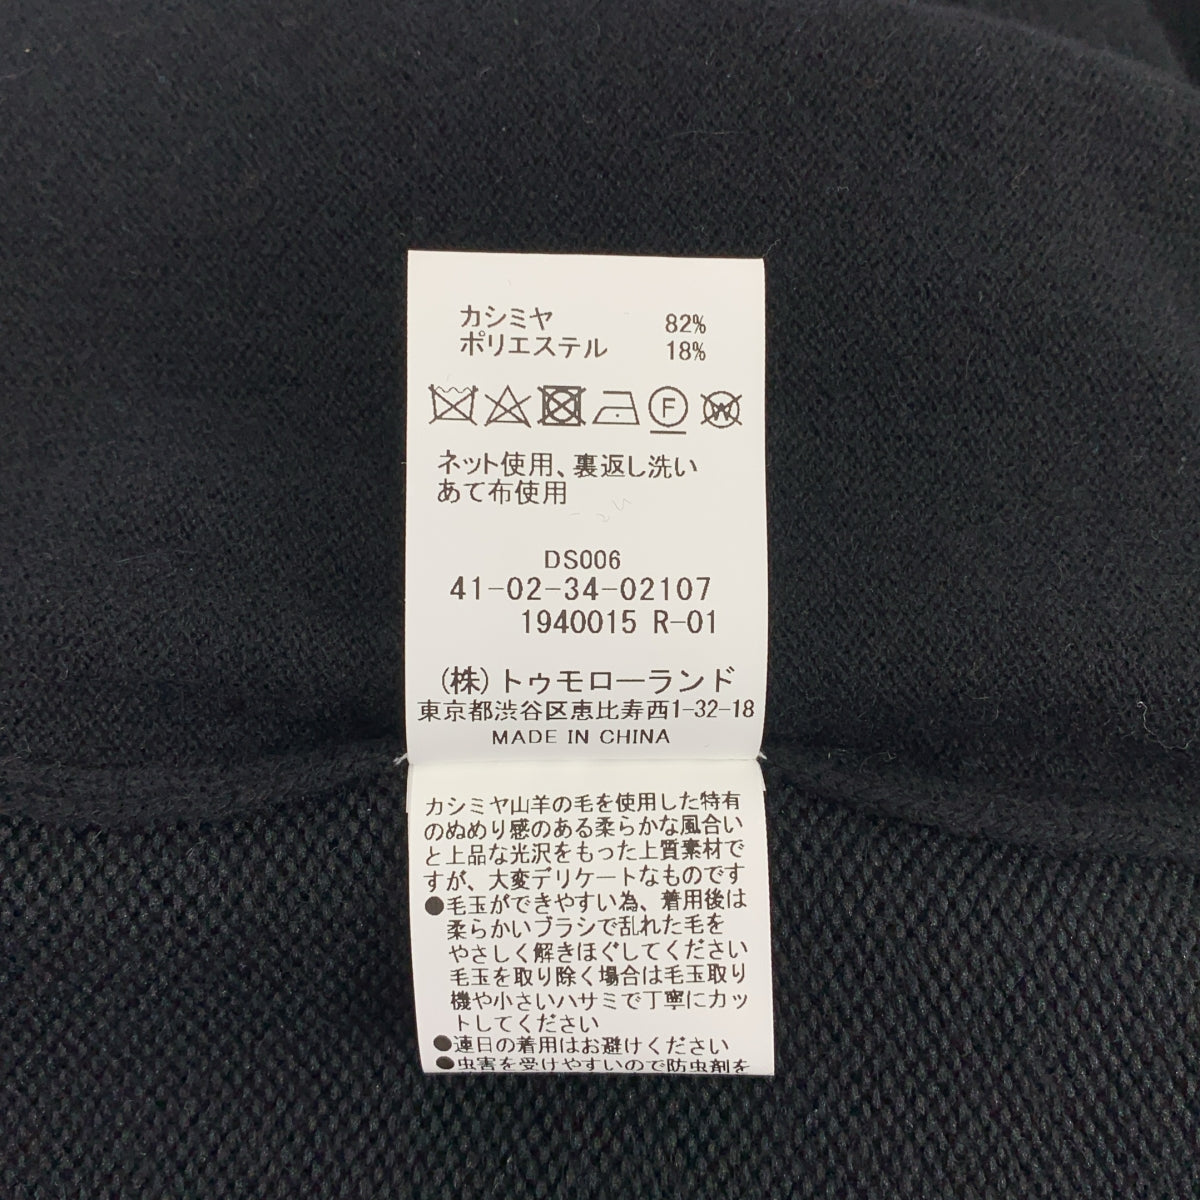 カシミヤ 82%
ポリエステル 18%
F W
ネット使用、裏返し洗い
あて布使用
DS006
41-02-34-02107
1940015 R-01
(株)トゥモローランド
東京都渋谷区恵比寿西1-32-18
MADE IN CHINA
カシミヤ山羊の毛を使用した特有
のぬめり感のある柔らかな風合い
と上品な光沢をもった上質素材で
すが、大変デリケートなものです
●毛玉ができやすい為、着用後は
柔らかいブラシで乱れた毛を
やさしく解きほぐしてください
毛玉を取り除く場合は毛玉取り
機や小さいハサミで丁寧にカッ
トしてください
●連日の着用はお避けください
●虫害を受けやすいので防虫剤を